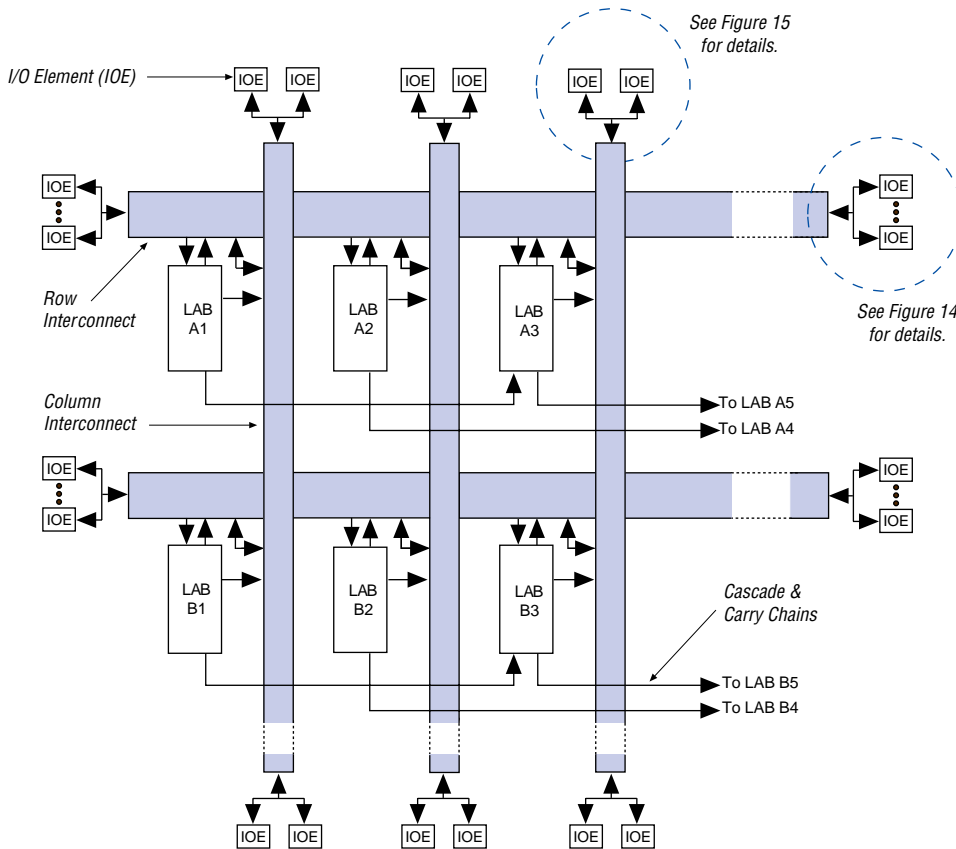 See Figure 15
for details.
I/O Element (IOE)
IOE IOE IOE IOE IOE IOE
IOE IOE
IOE IOE
See Figure 14
for details.
Row
Interconnect
LAB
A1
LAB
A2
LAB
A3
Column
Interconnect
To LAB A5
To LAB A4
IOE IOE
IOE IOE
LAB
B1
LAB
B2
LAB
B3
Cascade &
Carry Chains
To LAB B5
To LAB B4
IOE IOE IOE IOE IOE IOE